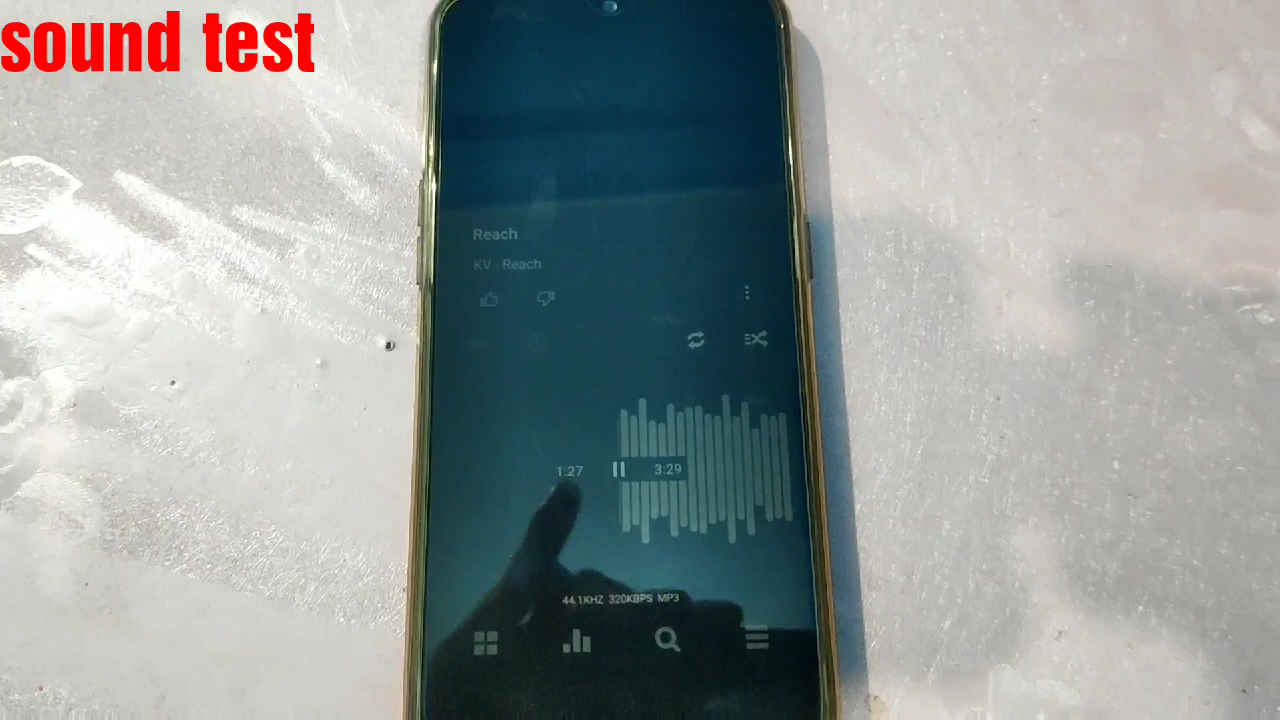 sound test
Reach
KV - Reach
1:27
3:29
44.1KHZ 320KBPS MP3